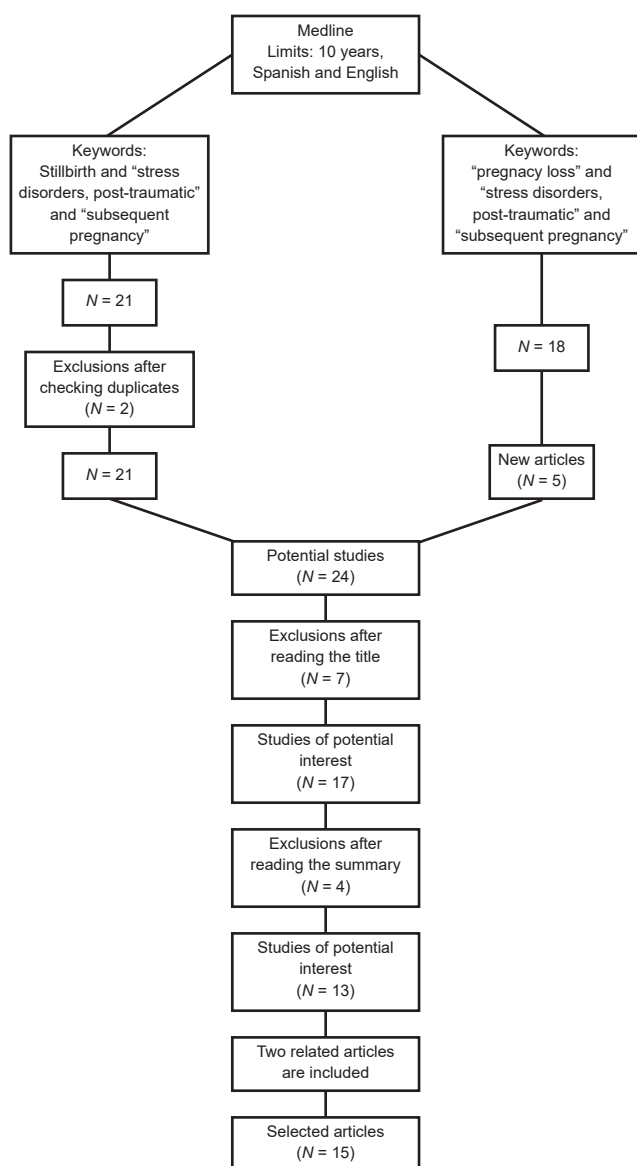 Medline
Limits: 10 years,
Spanish and English
Keywords:
Stillbirth and “stress
disorders, post-traumatic”
and “subsequent
pregnancy”
Keywords:
“pregnacy loss” and
“stress disorders,
post-traumatic” and
“subsequent pregnancy”
N = 21
N = 18
Exclusions after
checking duplicates
(N = 2)
N = 21
New articles
(N = 5)
Potential studies
(N = 24)
Exclusions after
reading the title
(N = 7)
Studies of potential
interest
(N = 17)
Exclusions after
reading the summary
(N = 4)
Studies of potential
interest
(N = 13)
Two related articles
are included
Selected articles
(N = 15)